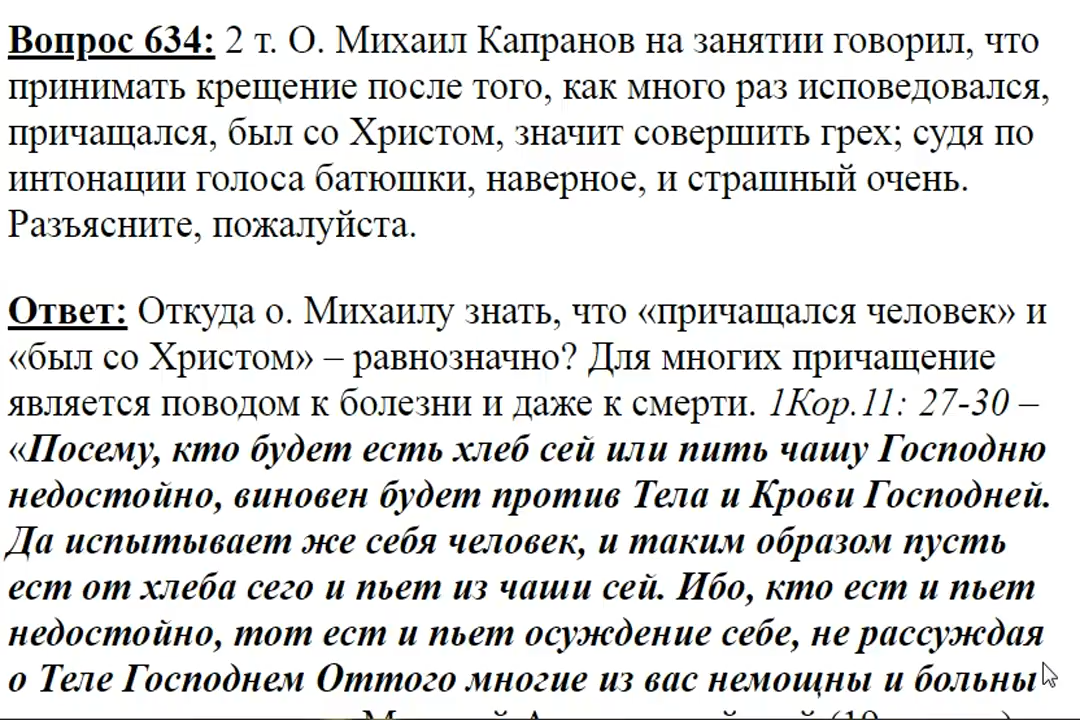 Вопрос 634: 2 т. О. Михаил Капранов на занятии говорил, что
принимать крещение после того, как много раз исповедовался,
причащался, был со Христом, значит совершить грех; судя по
интонации голоса батюшки, наверное, и страшный очень.
Разъясните, пожалуйста.
Ответ: Откуда о. Михаилу знать, что «причащался человек» и
«был со Христом» – равнозначно? Для многих причащение
является поводом к болезни и даже к смерти. 1Кор.11: 27-30 –
«Посему, кто будет есть хлеб сей или пить чашу Господню
недостойно, виновен будет против Тела и Крови Господней.
Да испытывает же себя человек, и таким образом пусть
ест от хлеба сего и пьет из чаши сей. Ибо, кто ест и пьет
недостойно, тот ест и пьет осуждение себе, не рассуждая
о Теле Господнем Оттого многие из вас немощны и больны